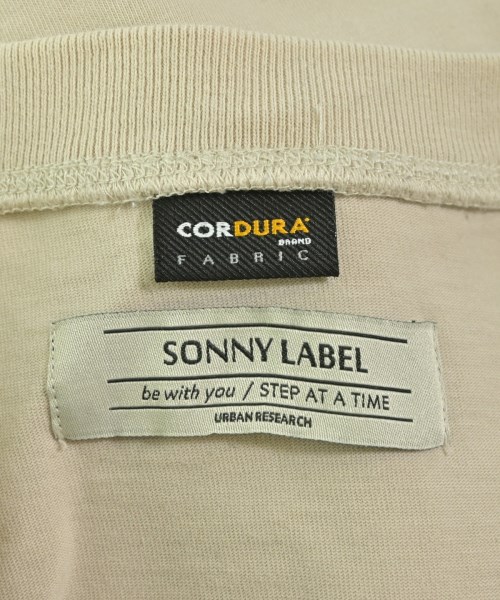 CORDURA
BRAND
FABRIC
SONNY LABEL
be with you / STEP AT A TIME
URBAN RESEARCH